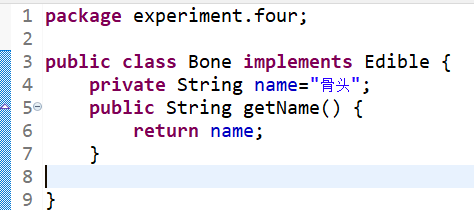 1 package experiment.four;
2
3 public class Bone implements Edible {
4     private String name="骨头";
5     public String getName() {
6         return name;
7     }
8
9 }